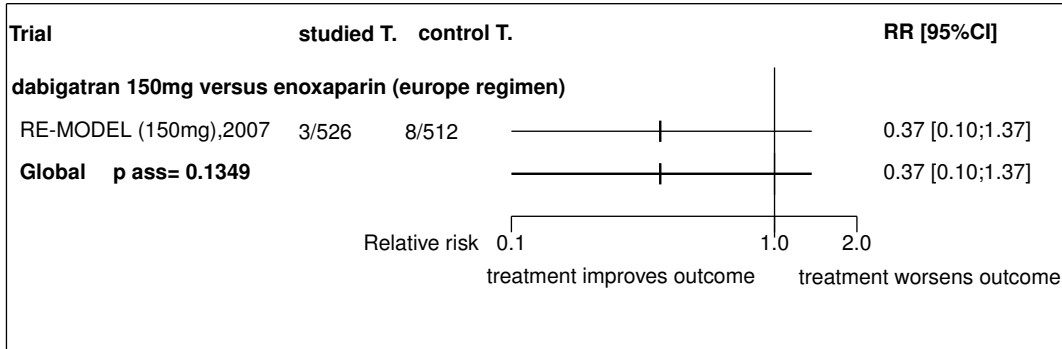 Trial studied T. control T. RR [95%CI]
dabigatran 150mg versus enoxaparin (europe regimen)
RE-MODEL (150mg),2007 3/526 8/512 0.37 [0.10;1.37]
Global p ass= 0.1349 0.37 [0.10;1.37]
Relative risk 0.1 1.0 2.0
treatment improves outcome treatment worsens outcome